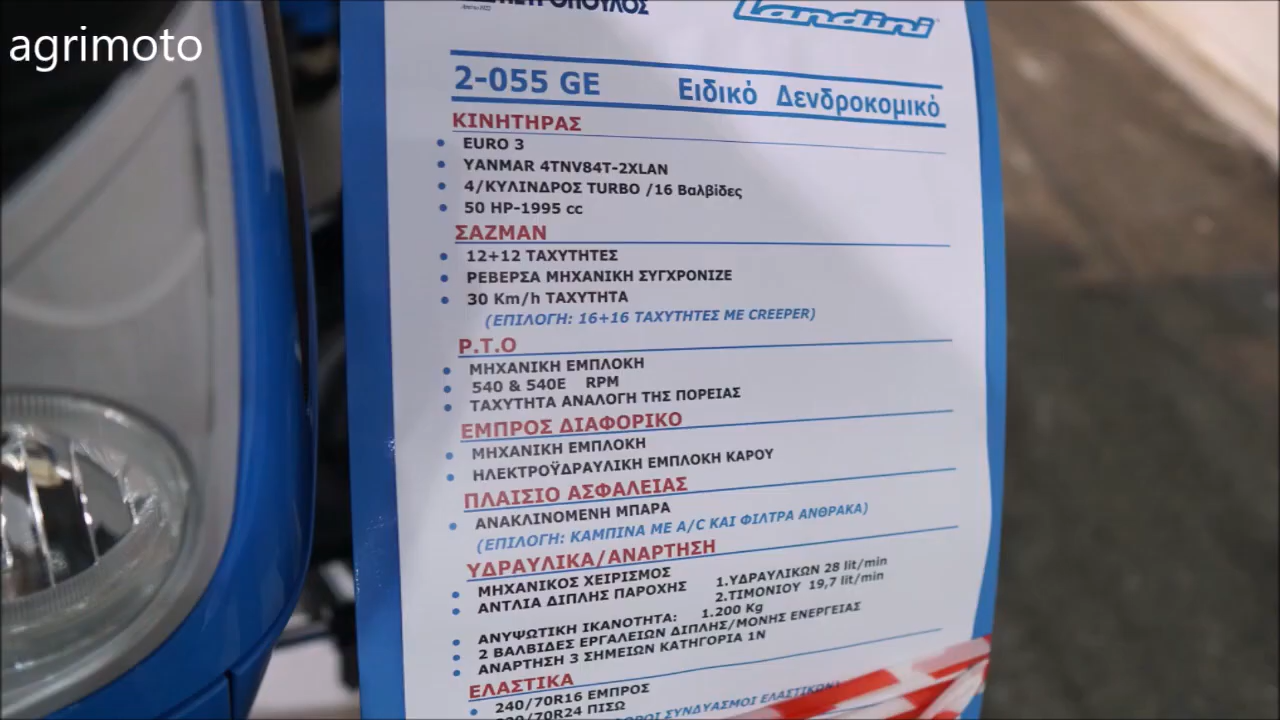 agrimoto
Landini
2-055 GE Ειδικό Δενδροκομικό
ΚΙΝΗΤΗΡΑΣ
EURO 3
YANMAR 4TNV84T-2XLAN
4/ΚΥΛΙΝΔΡΟΣ TURBO /16 Βαλβίδες
50 HP-1995 cc
ΣΑΖΜΑΝ
12+12 ΤΑΧΥΤΗΤΕΣ
ΡΕΒΕΡΣΑ ΜΗΧΑΝΙΚΗ ΣΥΓΧΡΟΝΙΖΕ
30 Km/h ΤΑΧΥΤΗΤΑ
(ΕΠΙΛΟΓΗ: 16+16 ΤΑΧΥΤΗΤΕΣ ΜΕ CREEPER)
P.T.O
ΜΗΧΑΝΙΚΗ ΕΜΠΛΟΚΗ
540 & 540E RPM
ΤΑΧΥΤΗΤΑ ΑΝΑΛΟΓΗ ΤΗΣ ΠΟΡΕΙΑΣ
ΕΜΠΡΟΣ ΔΙΑΦΟΡΙΚΟ
ΜΗΧΑΝΙΚΗ ΕΜΠΛΟΚΗ
ΗΛΕΚΤΡΟΫΔΡΑΥΛΙΚΗ ΕΜΠΛΟΚΗ ΚΑΡΟΥ
ΠΛΑΙΣΙΟ ΑΣΦΑΛΕΙΑΣ
ΑΝΑΚΛΙΝΟΜΕΝΗ ΜΠΑΡΑ
(ΕΠΙΛΟΓΗ: ΚΑΜΠΙΝΑ ΜΕ A/C ΚΑΙ ΦΙΛΤΡΑ ΑΝΘΡΑΚΑ)
ΥΔΡΑΥΛΙΚΑ/ΑΝΑΡΤΗΣΗ
ΜΗΧΑΝΙΚΟΣ ΧΕΙΡΙΣΜΟΣ
ΑΝΤΛΙΑ ΔΙΠΛΗΣ ΠΑΡΟΧΗΣ 1.ΥΔΡΑΥΛΙΚΩΝ 28 lit/min
2.ΤΙΜΟΝΙΟΥ 19,7 lit/min
ΑΝΥΨΩΤΙΚΗ ΙΚΑΝΟΤΗΤΑ: 1.200 Kg
2 ΒΑΛΒΙΔΕΣ ΕΡΓΑΛΕΙΩΝ ΔΙΠΛΗΣ/ΜΟΝΗΣ ΕΝΕΡΓΕΙΑΣ
ΑΝΑΡΤΗΣΗ 3 ΣΗΜΕΙΩΝ ΚΑΤΗΓΟΡΙΑ 1N
ΕΛΑΣΤΙΚΑ
240/70R16 ΕΜΠΡΟΣ
ΠΙΣΩ
ΣΥΝΔΥΑΣΜΟΙ